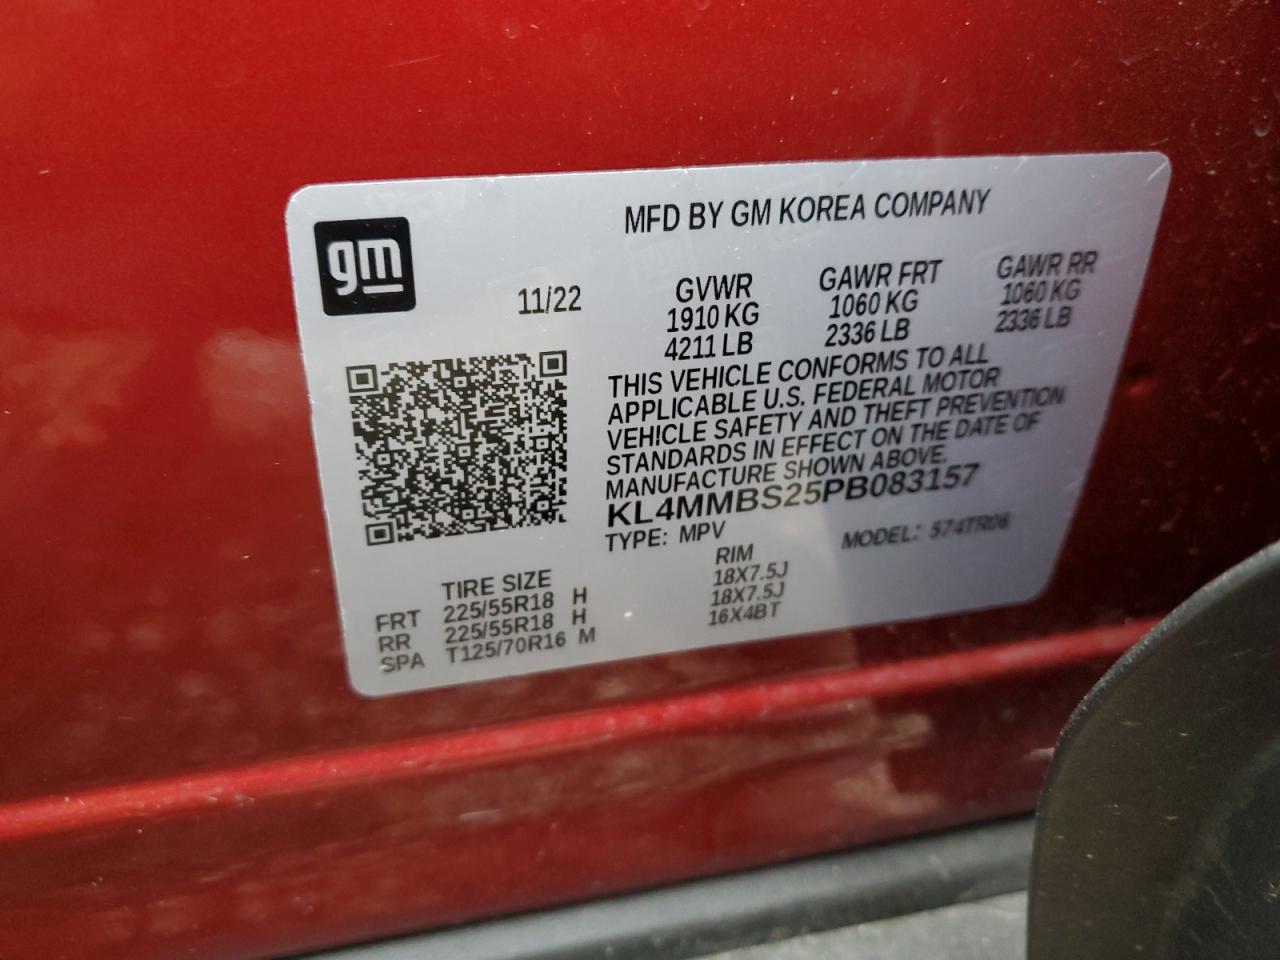 gm
MFD BY GM KOREA COMPANY
11/22
GVWR GAWR FRT GAWR RR
1910 KG 1060 KG 1060 KG
4211 LB 2336 LB 2336 LB
THIS VEHICLE CONFORMS TO ALL
APPLICABLE U.S. FEDERAL MOTOR
VEHICLE SAFETY AND THEFT PREVENTION
STANDARDS IN EFFECT ON THE DATE OF
MANUFACTURE SHOWN ABOVE.
KL4MMBS25PB083157
TYPE: MPV MODEL: 574TR06
TIRE SIZE RIM
FRT 225/55R18 H 18X7.5J
RR 225/55R18 H 18X7.5J
SPA T125/70R16 M 16X4BT